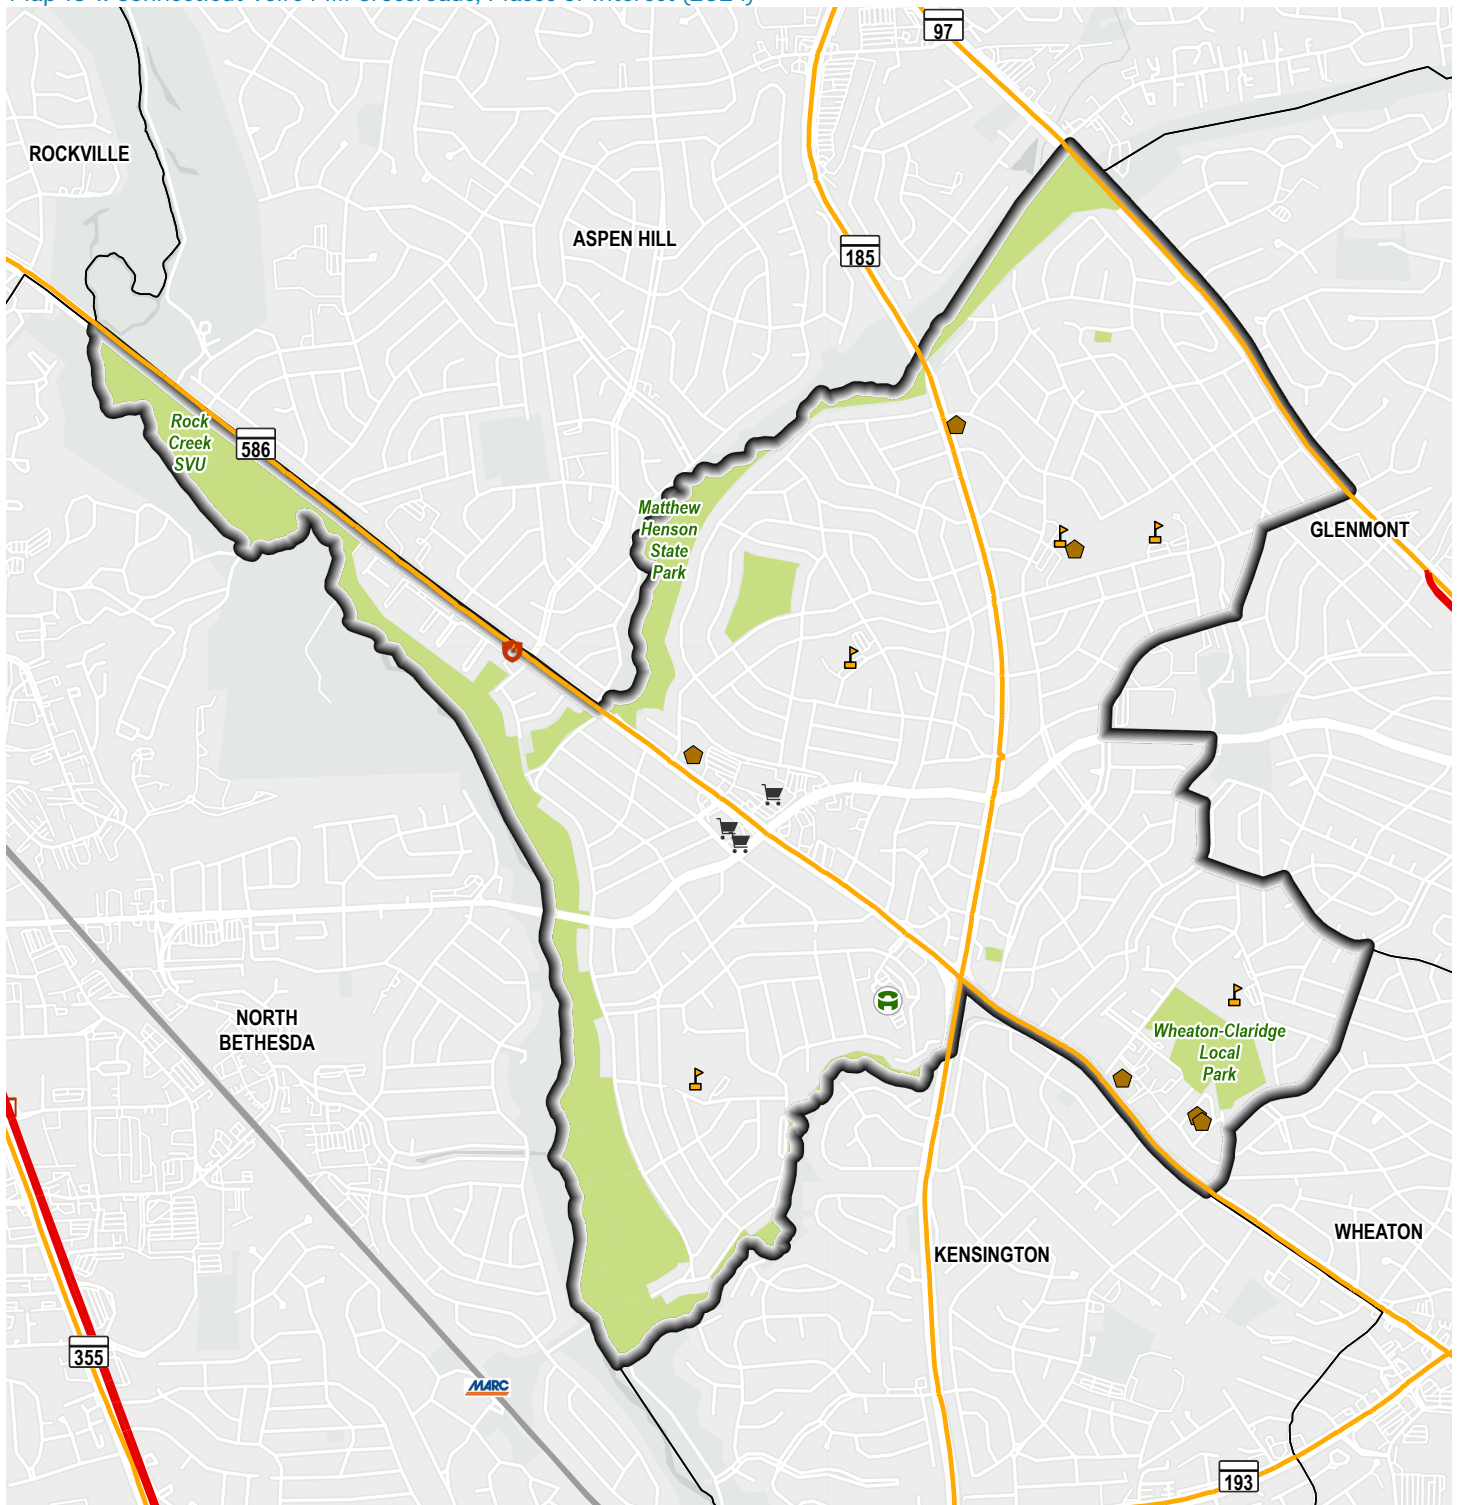 97
ROCKVILLE
ASPEN HILL
185
Rock
Creek
SVU
586
Matthew
Henson
State
Park
GLENMONT
NORTH
BETHESDA
Wheaton-Claridge
Local
Park
KENSINGTON
WHEATON
355
MARC
193